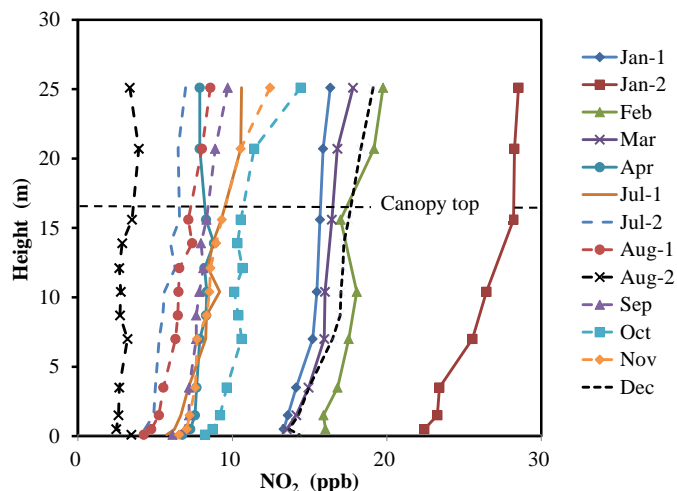 30
25
20
15
10
5
0
Height (m)
Canopy top
0
10
20
30
NO₂ (ppb)
Jan-1
Jan-2
Feb
Mar
Apr
Jul-1
Jul-2
Aug-1
Aug-2
Sep
Oct
Nov
Dec